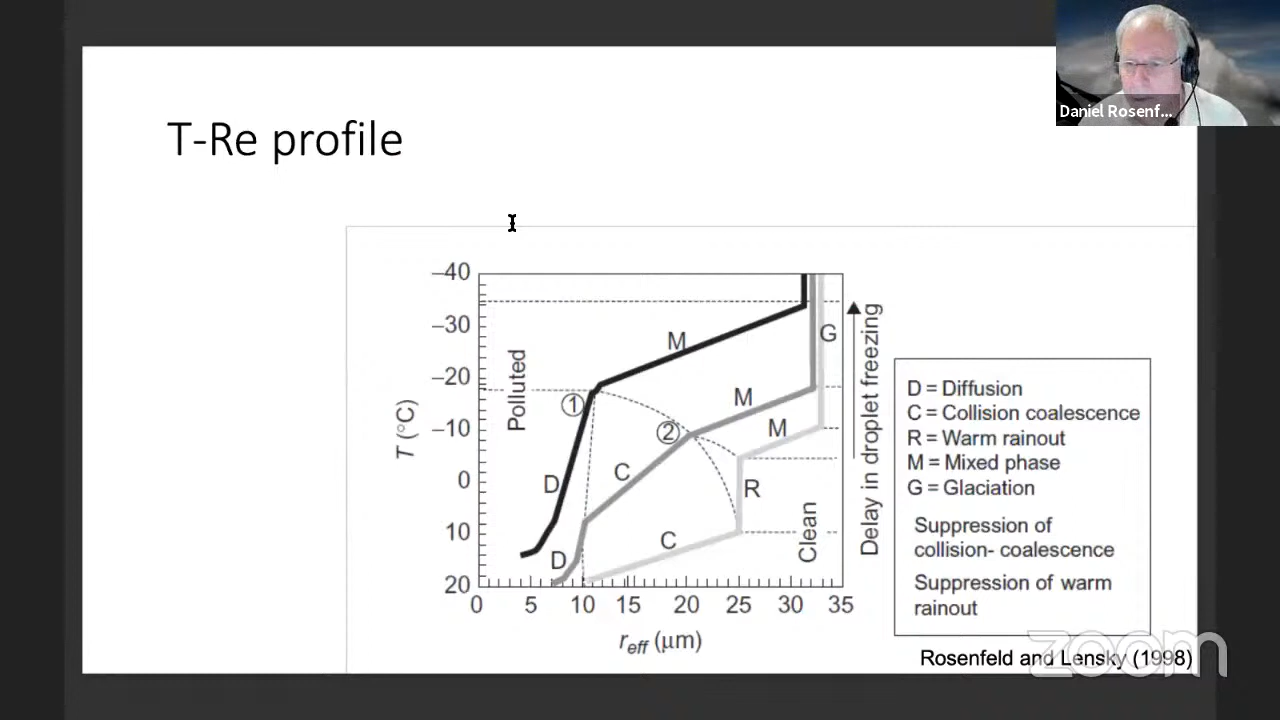 Daniel Rosenf...
T-Re profile
−40
−30
−20
−10
0
10
20
T (°C)
Polluted
M
G
①
M
②
M
C
D
R
C
D
Clean
Delay in droplet freezing
0 5 10 15 20 25 30 35
reff (μm)
D = Diffusion
C = Collision coalescence
R = Warm rainout
M = Mixed phase
G = Glaciation
Suppression of
collision- coalescence
Suppression of warm
rainout
Rosenfeld and Lensky (1998)
zoom